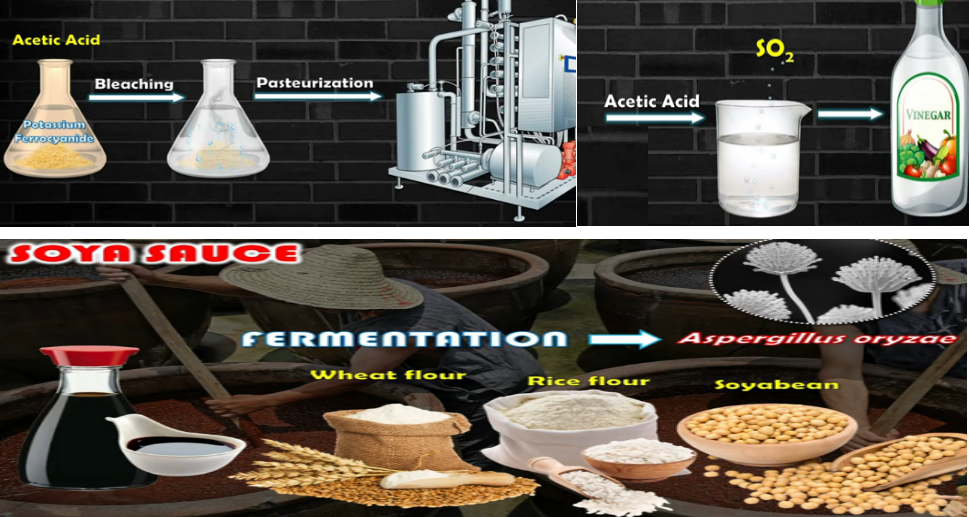 Acetic Acid
Bleaching
Pasteurization
Potassium
Ferrocyanide
SO₂
Acetic Acid
VINEGAR
SOYA SAUCE
FERMENTATION
Aspergillus oryzae
Wheat flour
Rice flour
Soyabean